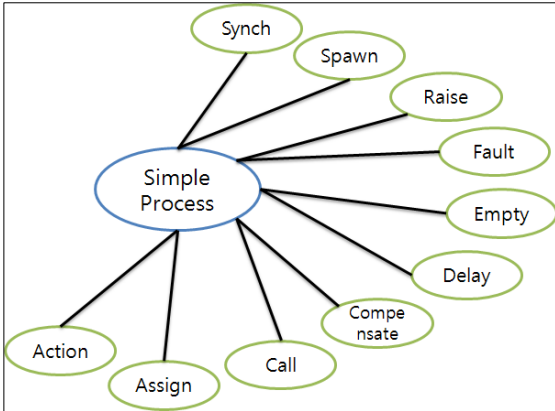 Synch
Spawn
Raise
Fault
Simple
Process
Empty
Delay
Compe
nsate
Action
Call
Assign